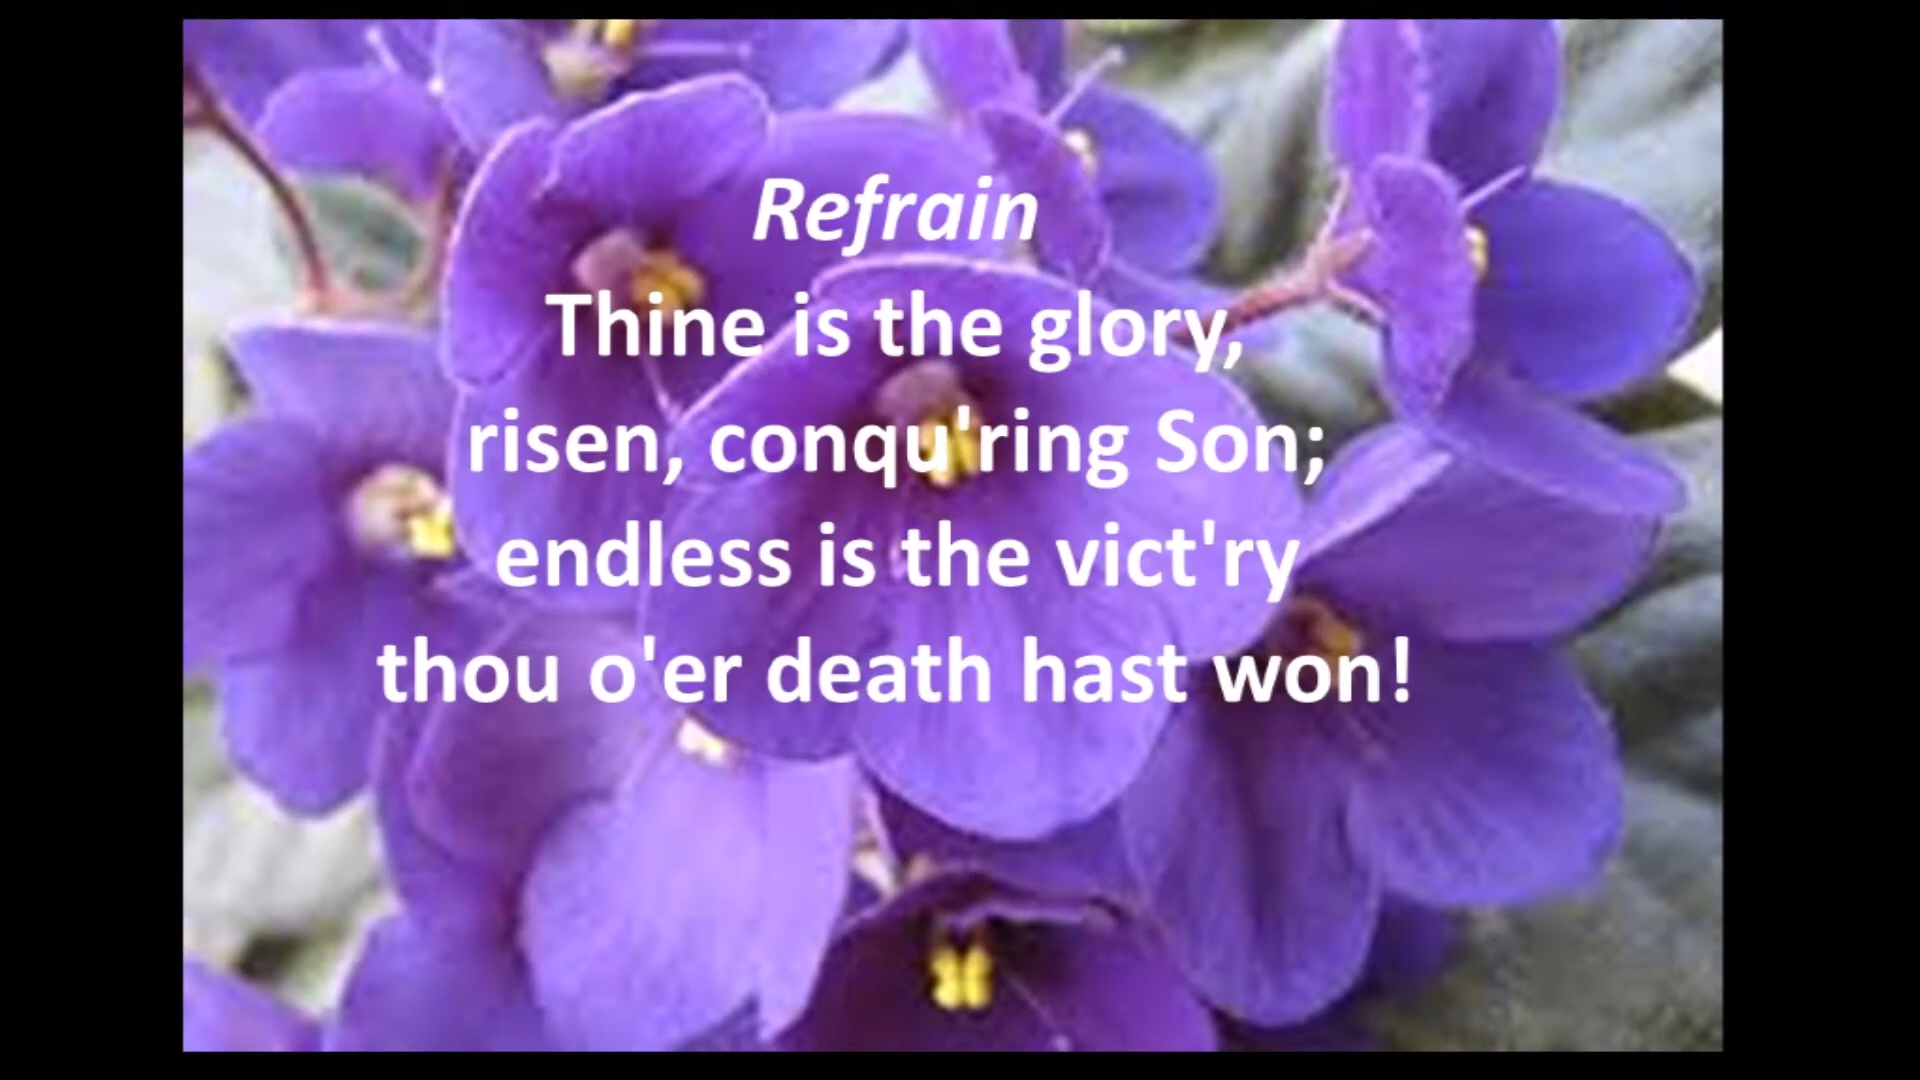 Refrain
Thine is the glory,
risen, conqu'ring Son;
endless is the vict'ry
thou o'er death hast won!